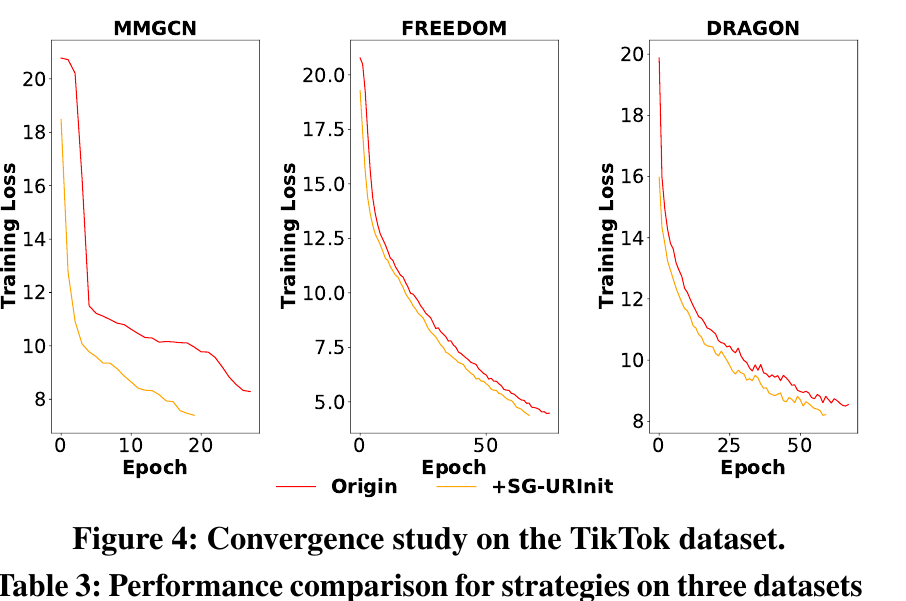 MMGCN FREEDOM DRAGON
20
18
16
14
12
10
8
Training Loss
0 10 20
Epoch
20.0
17.5
15.0
12.5
10.0
7.5
5.0
Training Loss
0 50
Epoch
20
18
16
14
12
10
8
Training Loss
0 25 50
Epoch
Origin +SG-URInit
Figure 4: Convergence study on the TikTok dataset.
Table 3: Performance comparison for strategies on three datasets